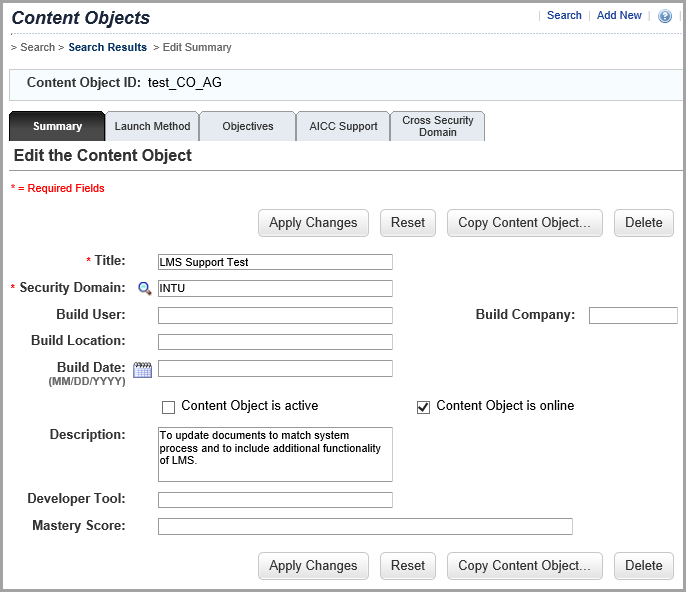 Content Objects
Search
Add New
> Search > Search Results > Edit Summary
Content Object ID: test_CO_AG
Summary
Launch Method
Objectives
AICC Support
Cross Security
Domain
Edit the Content Object
* = Required Fields
Apply Changes
Reset
Copy Content Object...
Delete
* Title:
LMS Support Test
* Security Domain:
INTU
Build User:
Build Company:
Build Location:
Build Date:
(MM/DD/YYYY)
Content Object is active
Content Object is online
Description:
To update documents to match system
process and to include additional functionality
of LMS.
Developer Tool:
Mastery Score:
Apply Changes
Reset
Copy Content Object...
Delete